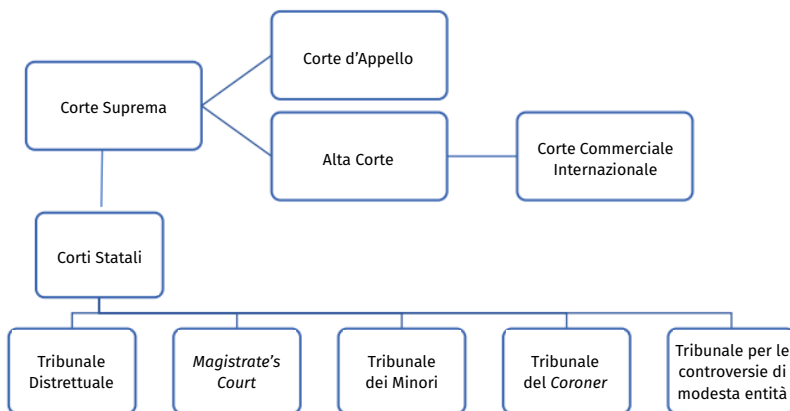 Corte d’Appello
Corte Suprema
Alta Corte
Corte Commerciale
Internazionale
Corti Statali
Tribunale
Distrettuale
Magistrate’s
Court
Tribunale
dei Minori
Tribunale
del Coroner
Tribunale per le
controversie di
modesta entità